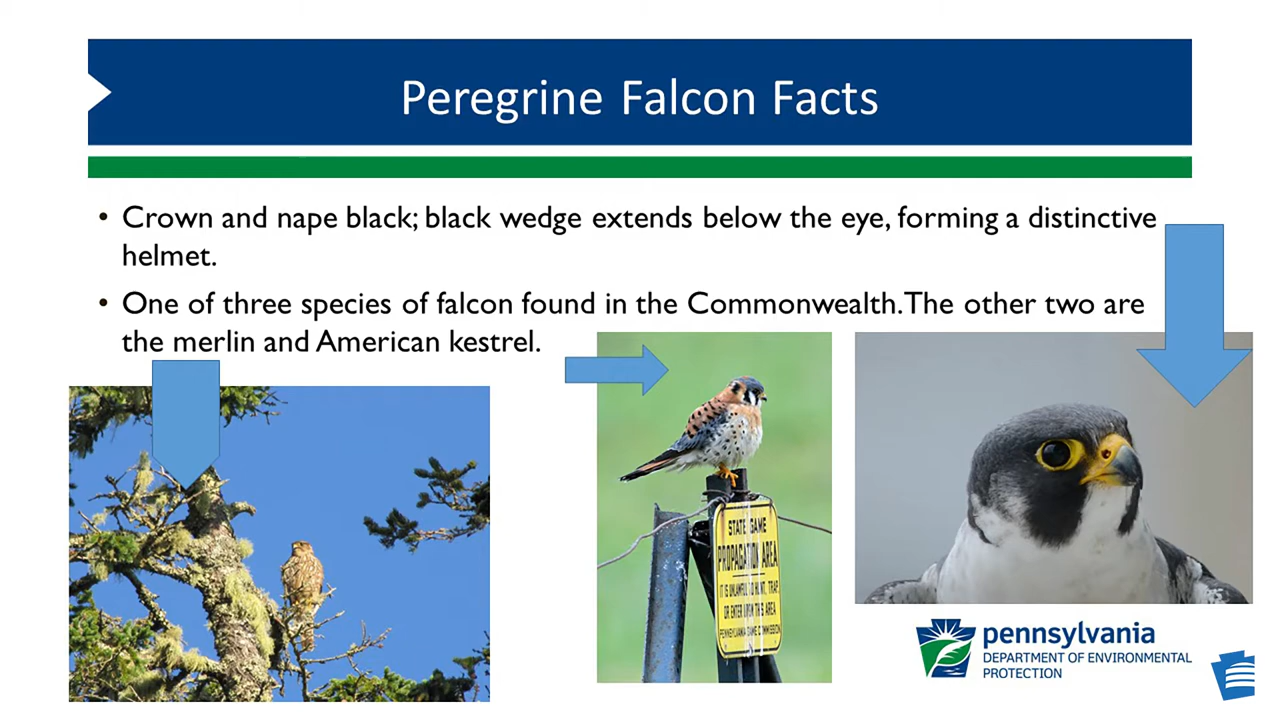 Peregrine Falcon Facts
• Crown and nape black; black wedge extends below the eye, forming a distinctive
helmet.
• One of three species of falcon found in the Commonwealth. The other two are
the merlin and American kestrel.
STATE GAME
PROPAGATION AREA
IT IS UNLAWFUL TO HUNT, TRAP
OR ENTER UPON THIS AREA
PENNSYLVANIA GAME COMMISSION
pennsylvania
DEPARTMENT OF ENVIRONMENTAL
PROTECTION